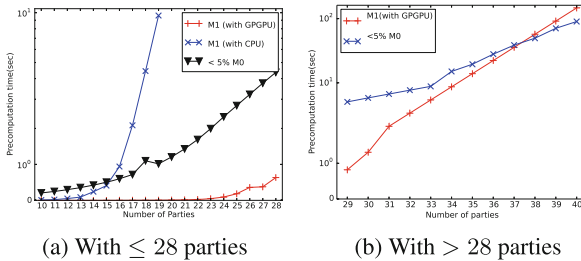 10¹
10⁰
0
Precomputation time(sec)
M1 (with GPGPU)
M1 (with CPU)
< 5% M0
10 11 12 13 14 15 16 17 18 19 20 21 22 23 24 25 26 27 28
Number of Parties
(a) With ≤ 28 parties
10²
10¹
10⁰
0
Precomputation time(sec)
M1(with GPGPU)
<5% M0
29 30 31 32 33 34 35 36 37 38 39 40
Number of Parties
(b) With > 28 parties